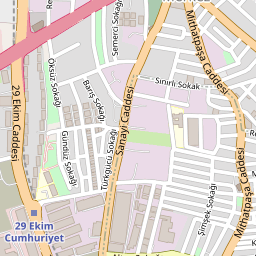 Semerci Sokağı
Mithatpaşa Caddesi
Öksüz Sokağı
Barış Sokağı
Sınırlı Sokak
29 Ekim Caddesi
Sanayi Caddesi
Gündüz Sokağı
Türkgücü Sokağı
Mithatpaşa Caddesi
Şimşek Sokağı
29 Ekim
Cumhuriyet